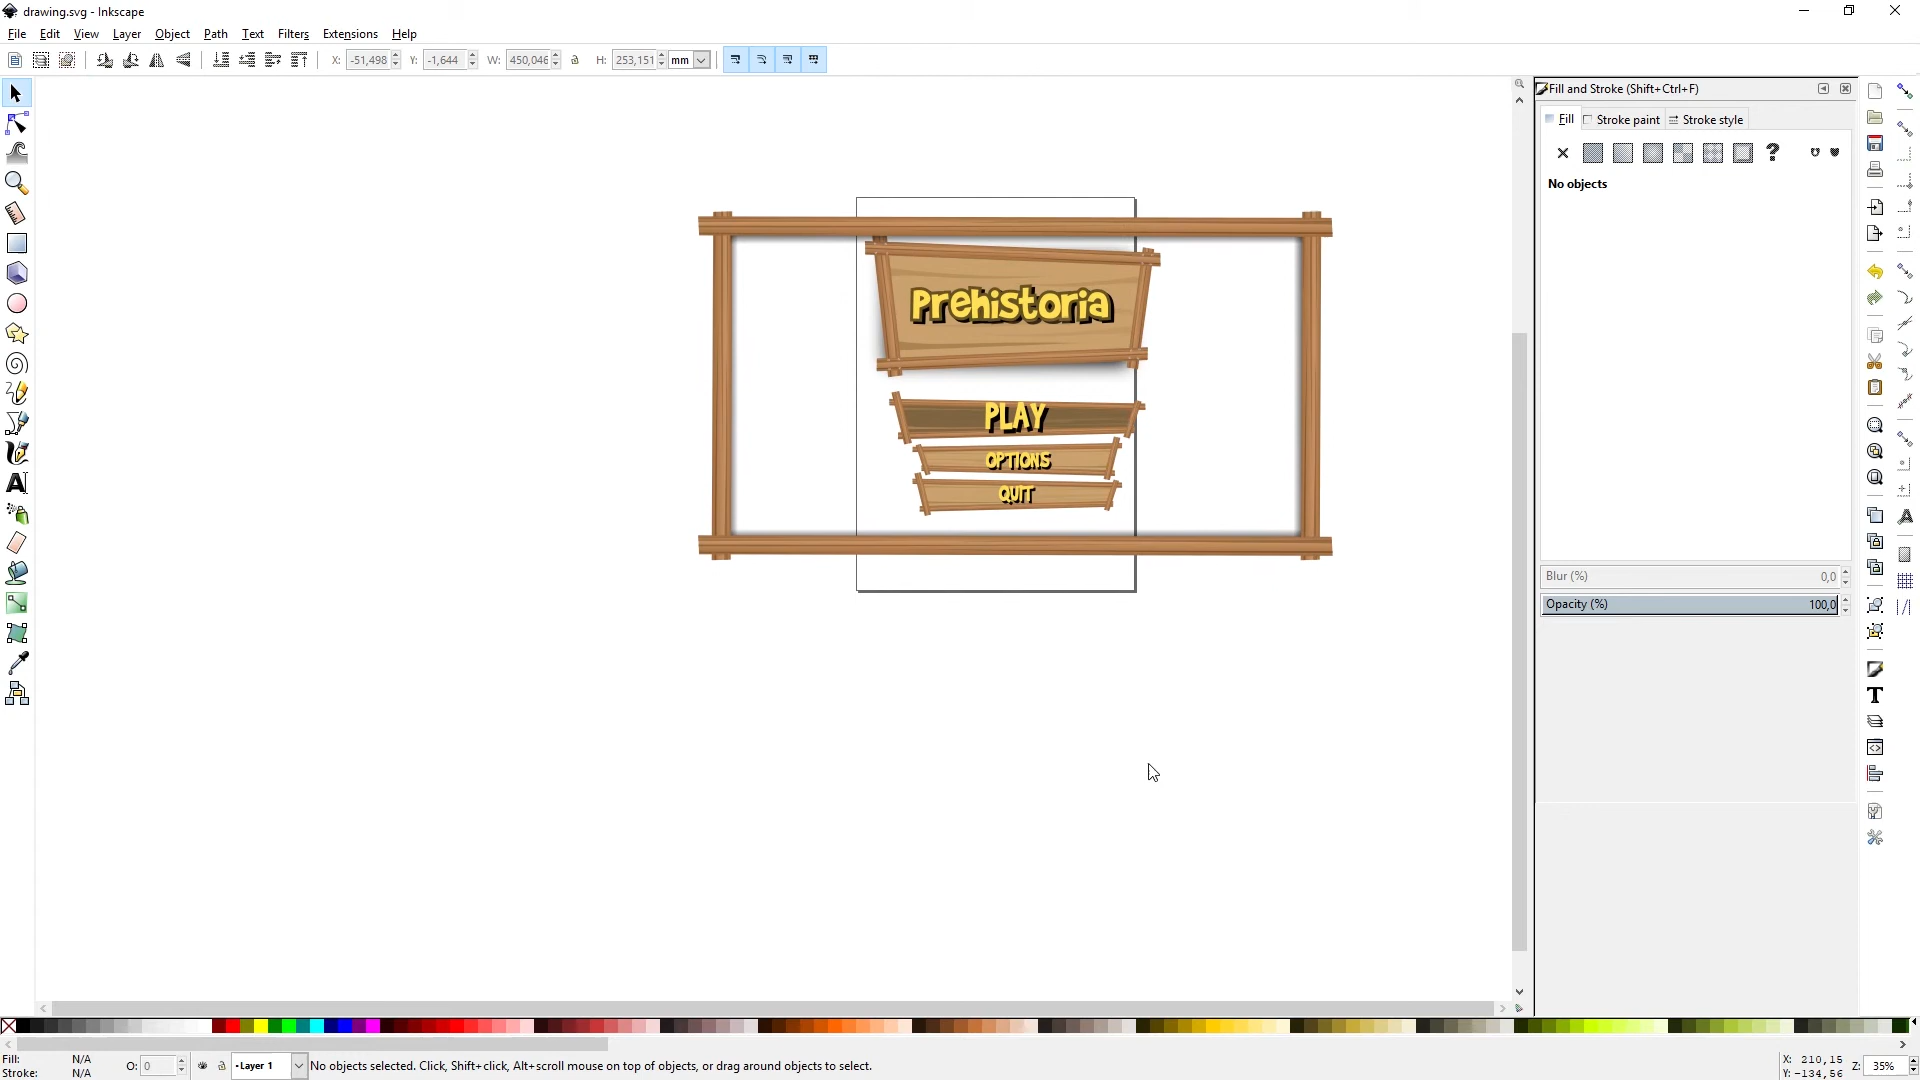 drawing.svg - Inkscape
File Edit View Layer Object Path Text Filters Extensions Help
X: -51,498 Y: -1,644 W: 450,046 H: 253,151 mm
Fill and Stroke (Shift+Ctrl+F)
Fill Stroke paint Stroke style
No objects
Prehistoria
PLAY
OPTIONS
QUIT
Blur (%) 0,0
Opacity (%) 100,0
Fill: N/A O: 0 Layer 1 No objects selected. Click, Shift+click, Alt+scroll mouse on top of objects, or drag around objects to select. X: 210,15 Z: 35%
Stroke: N/A Y: -134,56